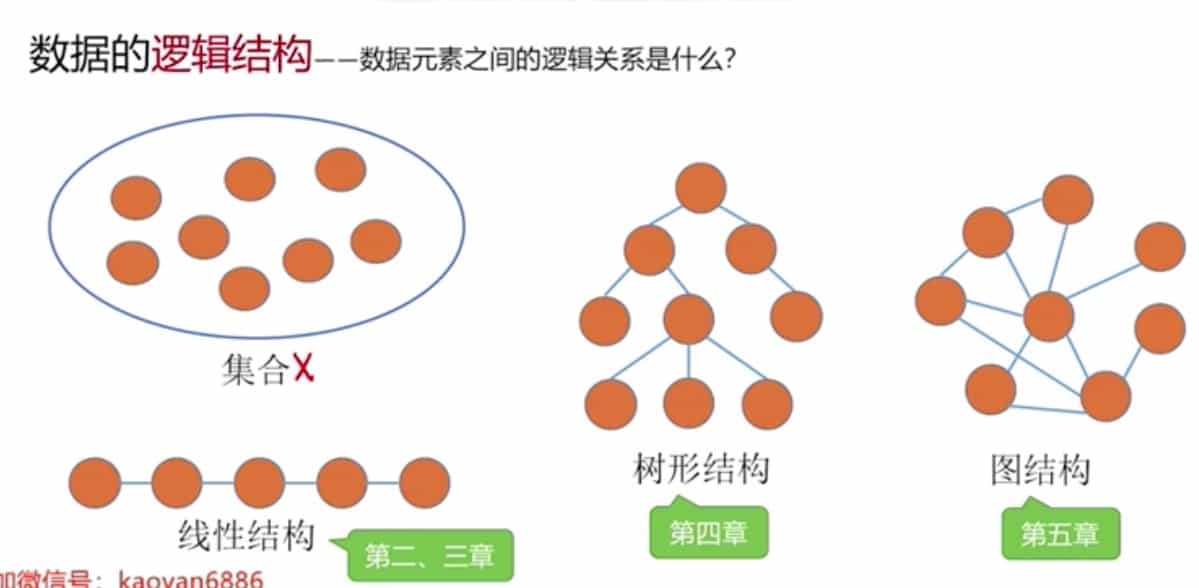 数据的逻辑结构——数据元素之间的逻辑关系是什么？
集合X
线性结构
第二、三章
树形结构
第四章
图结构
第五章
加微信号：kaoyan6886